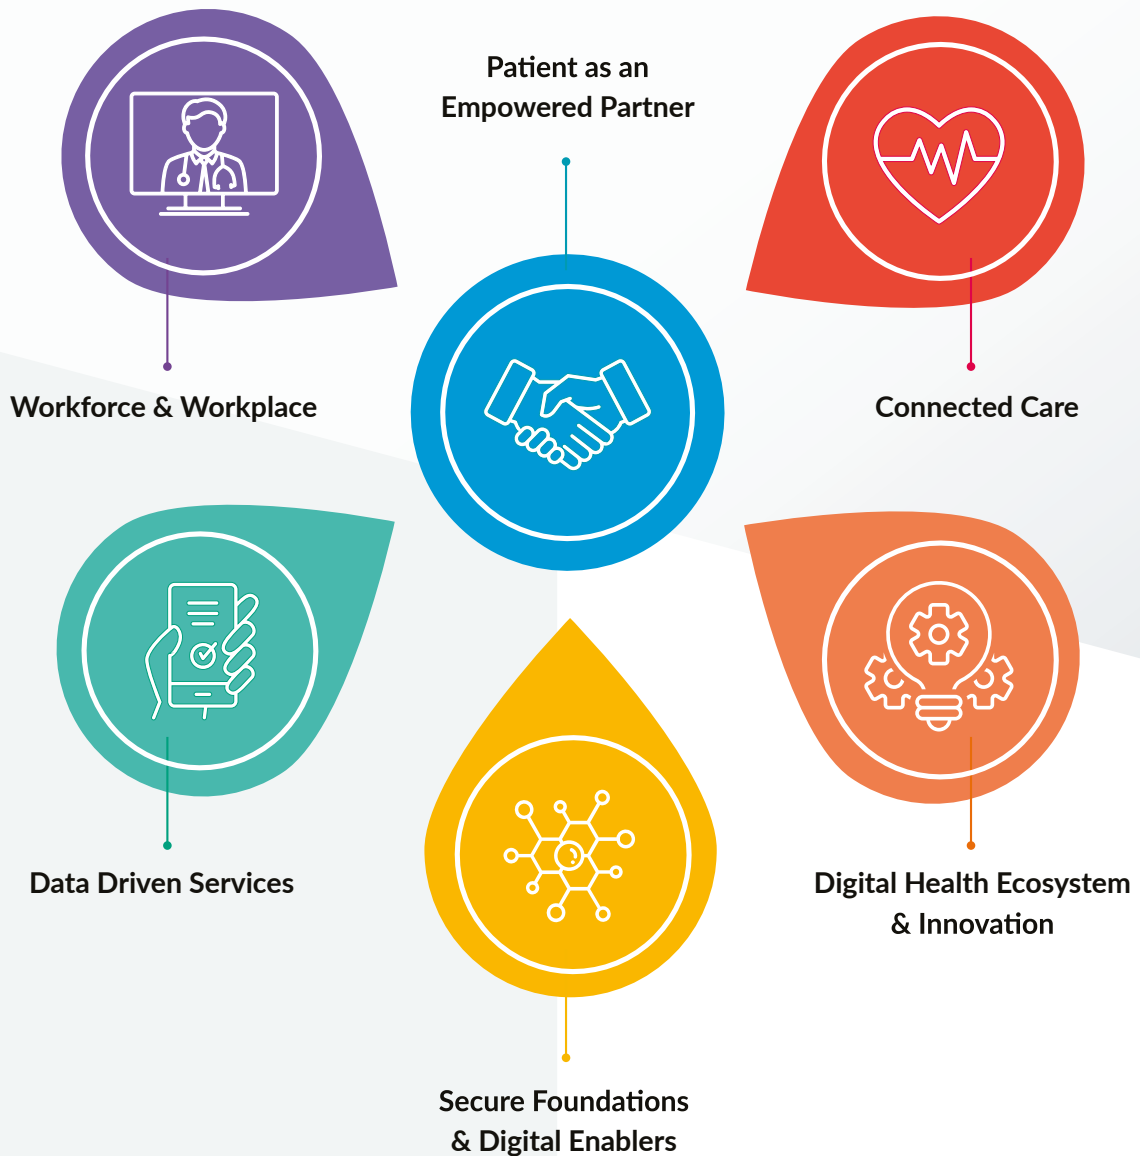 Patient as an
Empowered Partner
Workforce & Workplace
Connected Care
Data Driven Services
Digital Health Ecosystem
& Innovation
Secure Foundations
& Digital Enablers